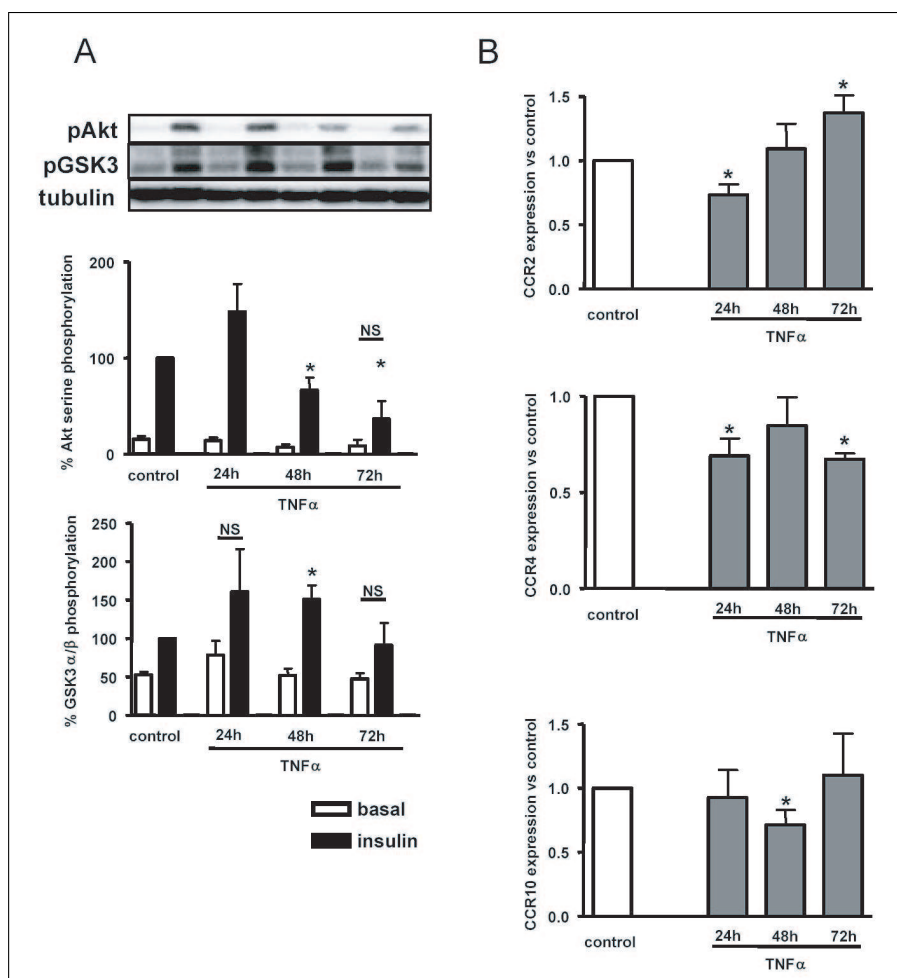 A
pAkt
pGSK3
tubulin
% Akt serine phosphorylation
200
100
0
NS
*
*
control
24h
48h
72h
TNFα
% GSK3α/β phosphorylation
250
200
150
100
50
0
NS
*
NS
control
24h
48h
72h
TNFα
basal
insulin
B
CCR2 expression vs control
1.5
1.0
0.5
0.0
*
*
control
24h
48h
72h
TNFα
CCR4 expression vs control
1.0
0.5
0.0
*
*
control
24h
48h
72h
TNFα
CCR10 expression vs control
1.5
1.0
0.5
0.0
*
control
24h
48h
72h
TNFα